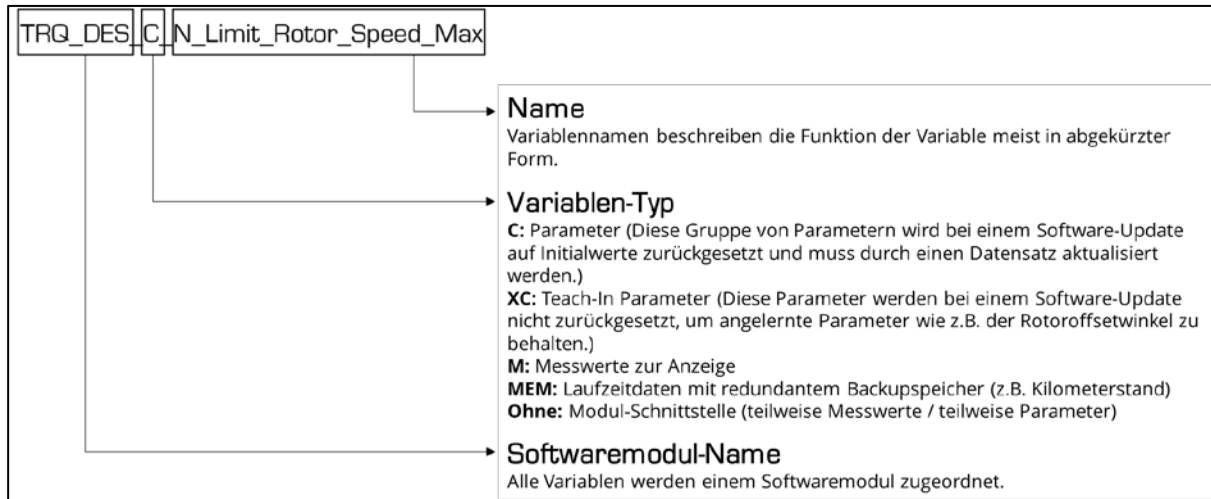 TRQ_DES_C_N_Limit_Rotor_Speed_Max
Name
Variablennamen beschreiben die Funktion der Variable meist in abgekürzter
Form.
Variablen-Typ
C: Parameter (Diese Gruppe von Parametern wird bei einem Software-Update
auf Initialwerte zurückgesetzt und muss durch einen Datensatz aktualisiert
werden.)
XC: Teach-In Parameter (Diese Parameter werden bei einem Software-Update
nicht zurückgesetzt, um angelernte Parameter wie z.B. der Rotoroffsetwinkel zu
behalten.)
M: Messwerte zur Anzeige
MEM: Laufzeitdaten mit redundantem Backupspeicher (z.B. Kilometerstand)
Ohne: Modul-Schnittstelle (teilweise Messwerte / teilweise Parameter)
Softwaremodul-Name
Alle Variablen werden einem Softwaremodul zugeordnet.